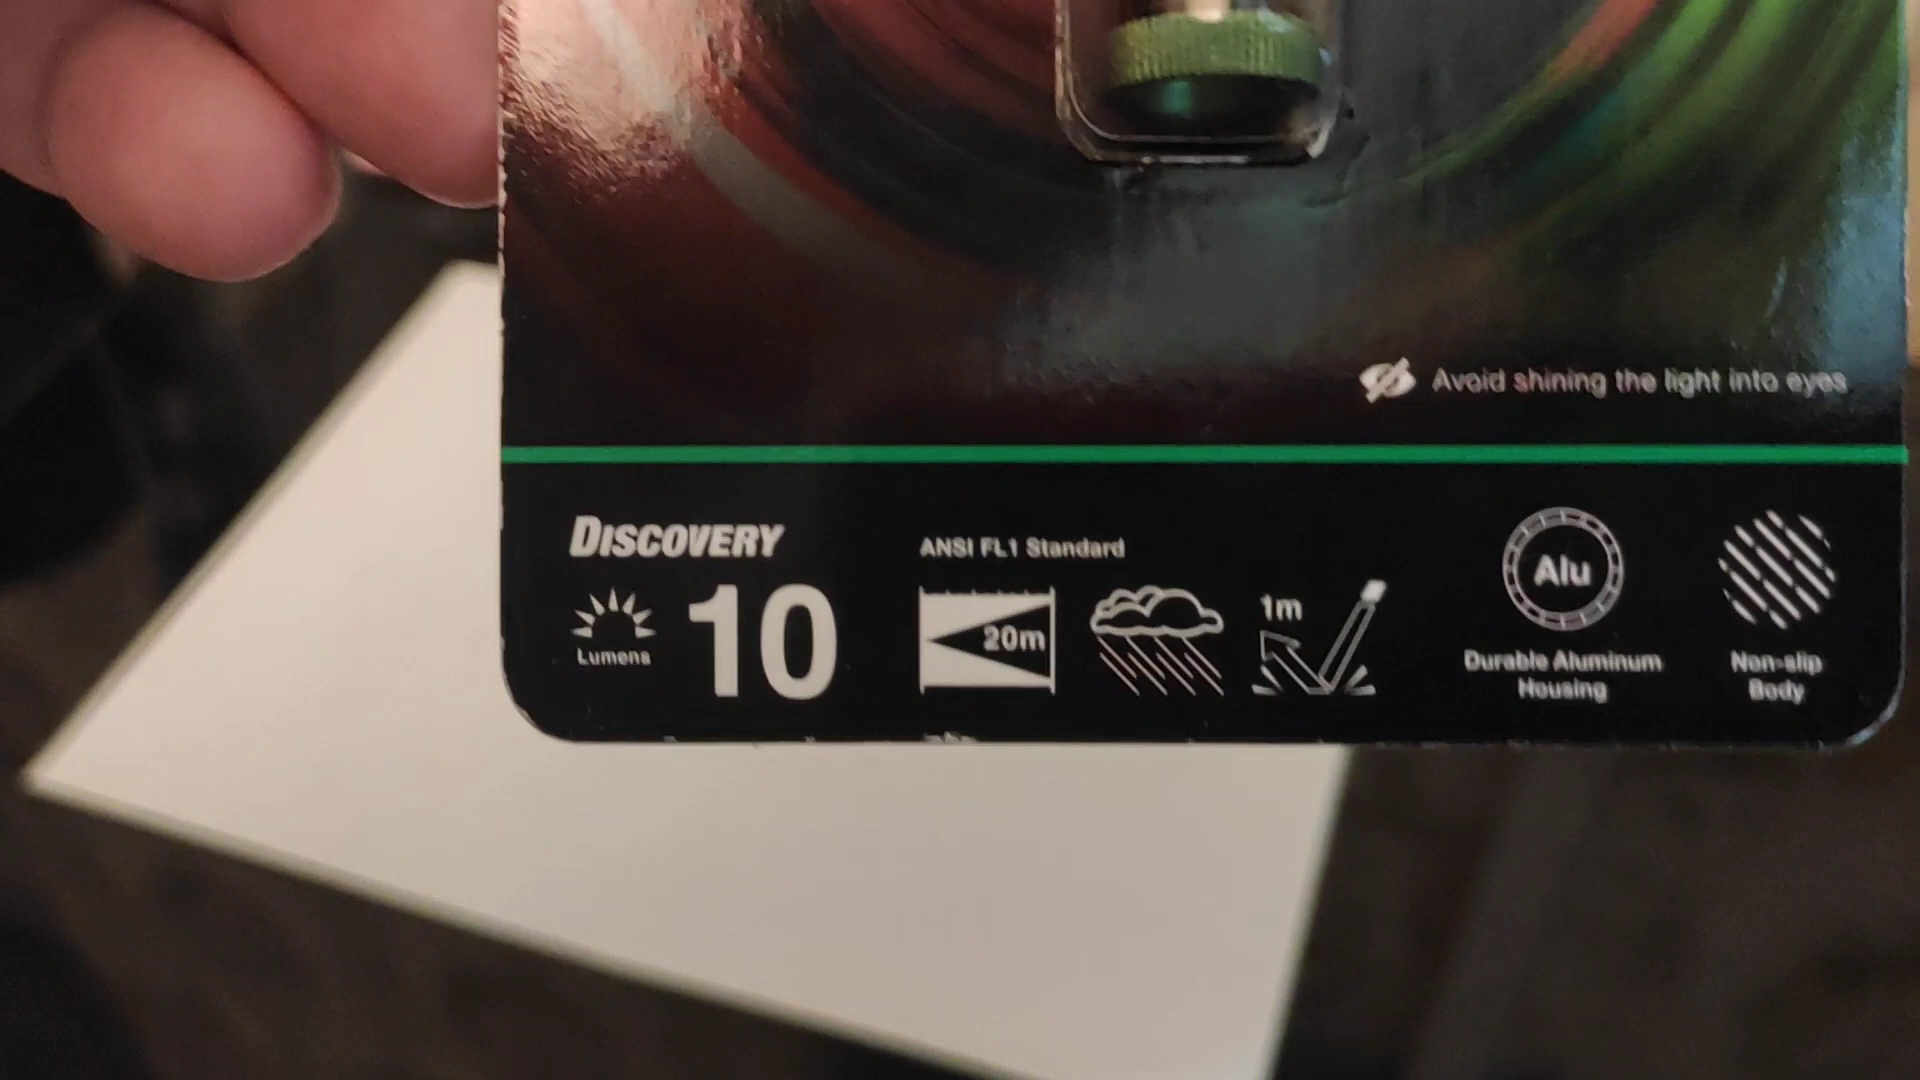 Avoid shining the light into eyes
DISCOVERY
Lumens
10
ANSI FL1 Standard
20m
1m
Alu
Durable Aluminum
Housing
Non-slip
Body